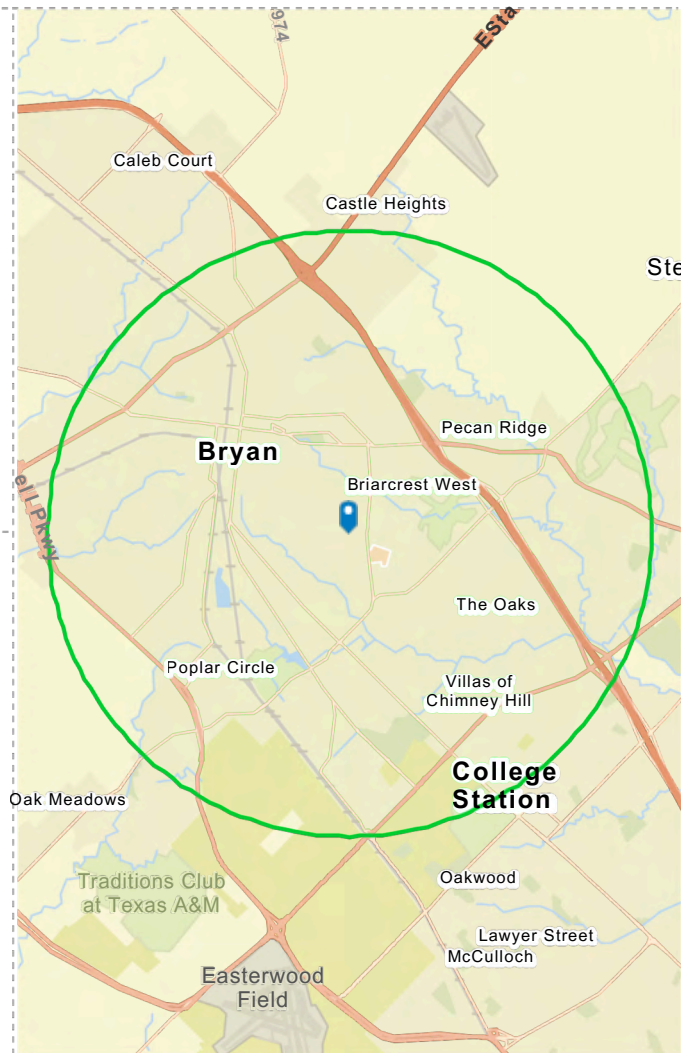 974
ESta
Caleb Court
Castle Heights
Ste
Pecan Ridge
Bryan
Briarcrest West
ell Pkwy
The Oaks
Poplar Circle
Villas of
Chimney Hill
College
Station
Oak Meadows
Traditions Club
at Texas A&M
Oakwood
Lawyer Street
McCulloch
Easterwood
Field